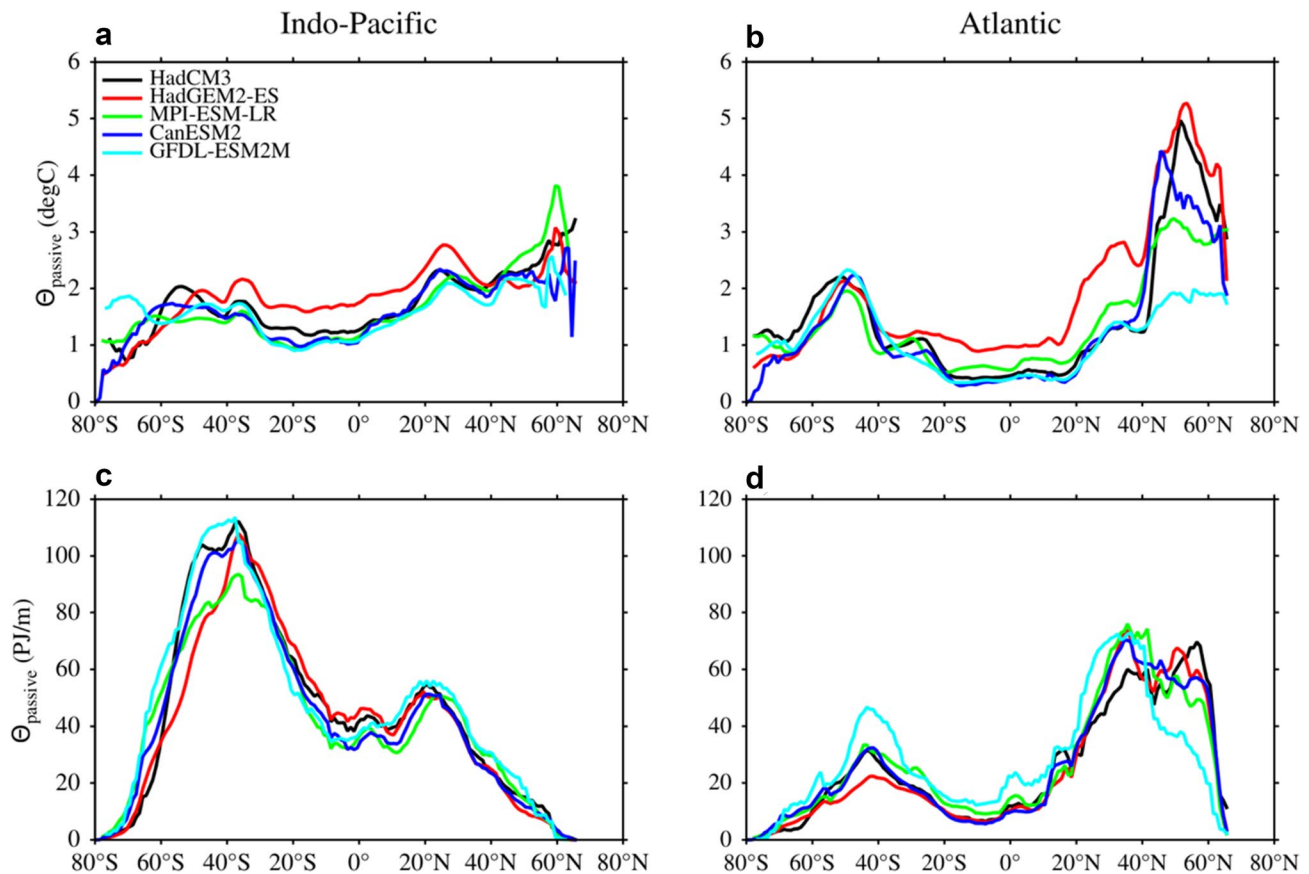 Indo-Pacific
Atlantic
a
b
6
5
4
3
2
1
0
Θpassive (degC)
HadCM3
HadGEM2-ES
MPI-ESM-LR
CanESM2
GFDL-ESM2M
80°S 60°S 40°S 20°S 0° 20°N 40°N 60°N 80°N
6
5
4
3
2
1
0
80°S 60°S 40°S 20°S 0° 20°N 40°N 60°N 80°N
c
d
120
100
80
60
40
20
0
Θpassive (PJ/m)
80°S 60°S 40°S 20°S 0° 20°N 40°N 60°N 80°N
120
100
80
60
40
20
0
80°S 60°S 40°S 20°S 0° 20°N 40°N 60°N 80°N